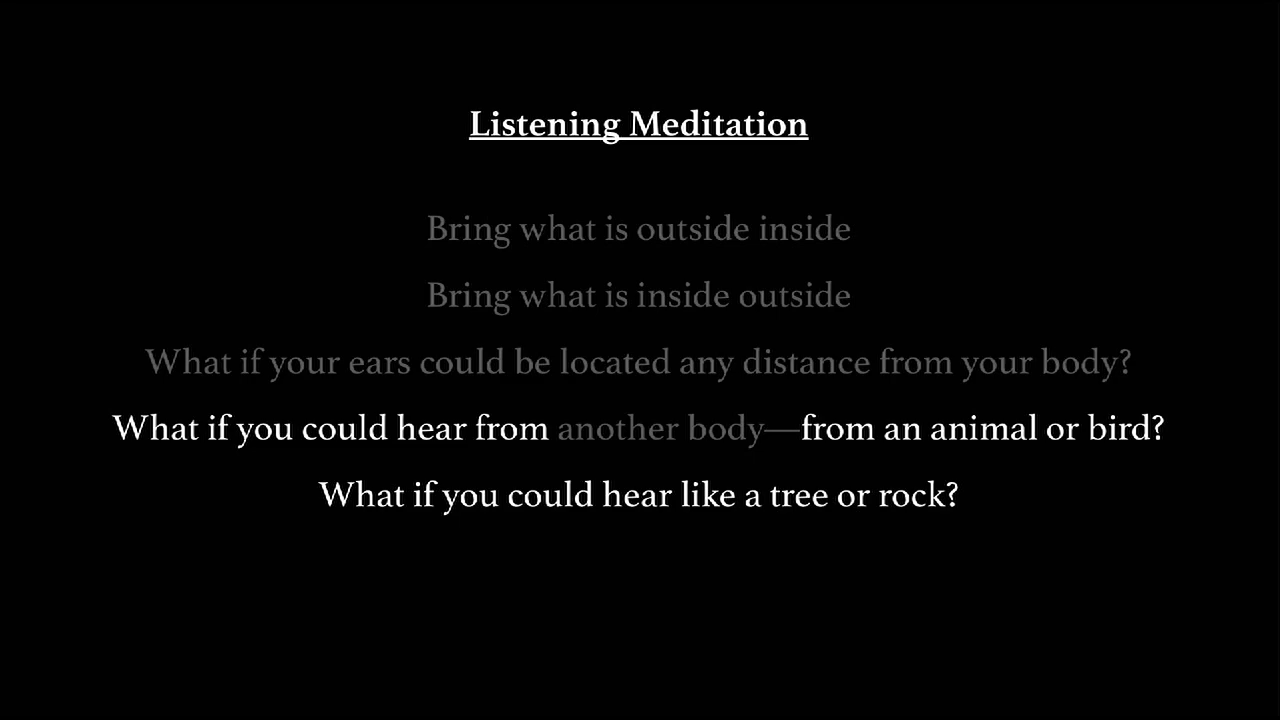 Listening Meditation
Bring what is outside inside
Bring what is inside outside
What if your ears could be located any distance from your body?
What if you could hear from another body—from an animal or bird?
What if you could hear like a tree or rock?